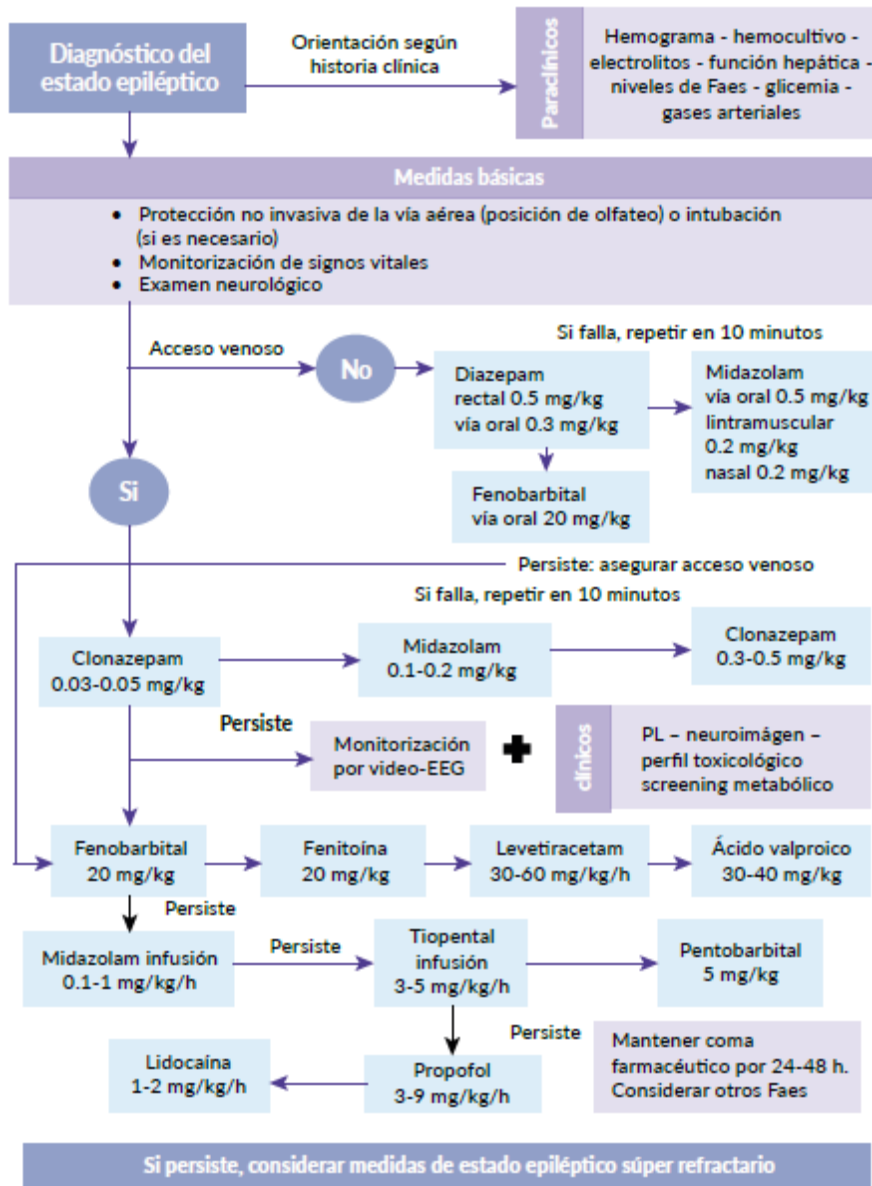 Diagnóstico del
estado epiléptico
Orientación según
historia clínica
Paraclínicos
Hemograma - hemocultivo -
electrolitos - función hepática -
niveles de Faes - glicemia -
gases arteriales
Medidas básicas
• Protección no invasiva de la vía aérea (posición de olfateo) o intubación
(si es necesario)
• Monitorización de signos vitales
• Examen neurológico
Acceso venoso
No
Si falla, repetir en 10 minutos
Diazepam
rectal 0.5 mg/kg
vía oral 0.3 mg/kg
Midazolam
vía oral 0.5 mg/kg
lintramuscular
0.2 mg/kg
nasal 0.2 mg/kg
Fenobarbital
vía oral 20 mg/kg
Si
Persiste: asegurar acceso venoso
Si falla, repetir en 10 minutos
Clonazepam
0.03-0.05 mg/kg
Midazolam
0.1-0.2 mg/kg
Clonazepam
0.3-0.5 mg/kg
Persiste
Monitorización
por video-EEG
clínicos
PL – neuroimágen –
perfil toxicológico
screening metabólico
Fenobarbital
20 mg/kg
Fenitoína
20 mg/kg
Levetiracetam
30-60 mg/kg/h
Ácido valproico
30-40 mg/kg
Persiste
Midazolam infusión
0.1-1 mg/kg/h
Persiste
Tiopental
infusión
3-5 mg/kg/h
Pentobarbital
5 mg/kg
Persiste
Mantener coma
farmacéutico por 24-48 h.
Considerar otros Faes
Lidocaína
1-2 mg/kg/h
Propofol
3-9 mg/kg/h
Si persiste, considerar medidas de estado epiléptico súper refractario